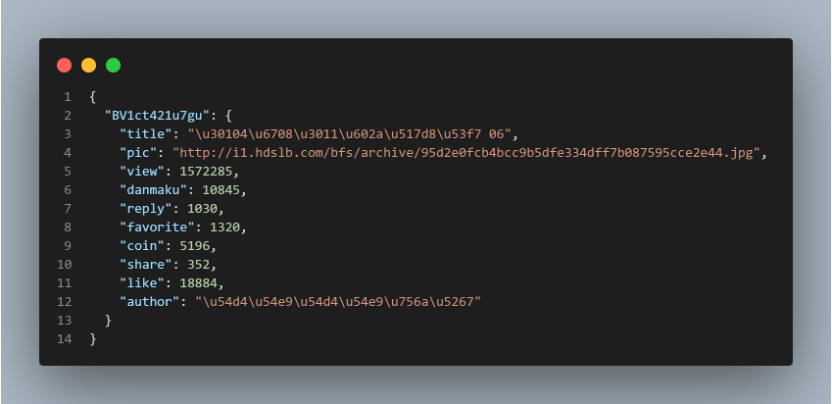 1 {
2 "BV1ct421u7gu": {
3 "title": "\u30104\u6708\u3011\u602a\u517d8\u53f7 06",
4 "pic": "http://i1.hdslb.com/bfs/archive/95d2e0fcb4bcc9b5dfe334dff7b087595cce2e44.jpg",
5 "view": 1572285,
6 "danmaku": 10845,
7 "reply": 1030,
8 "favorite": 1320,
9 "coin": 5196,
10 "share": 352,
11 "like": 18884,
12 "author": "\u54d4\u54e9\u54d4\u54e9\u756a\u5267"
13 }
14 }